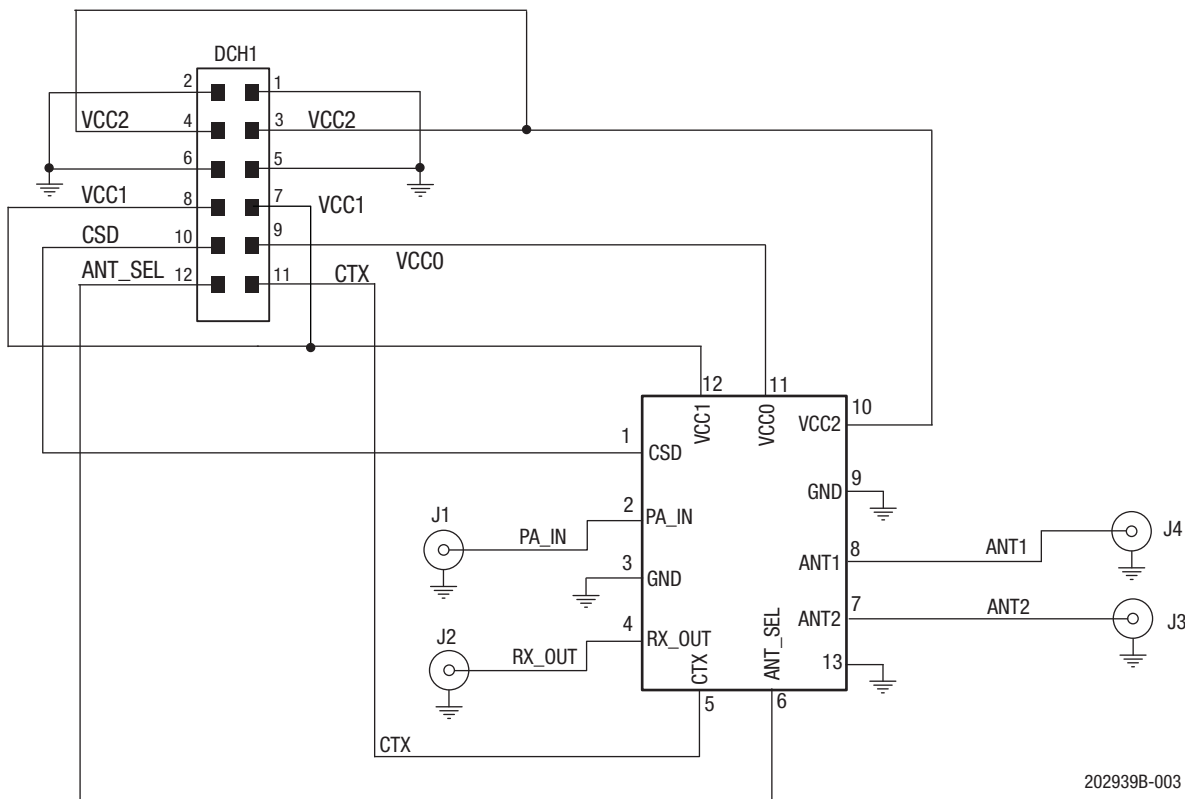 DCH1
2 1
VCC2 4 3 VCC2
6 5
VCC1 8 7 VCC1
CSD 10 9
VCC0
ANT_SEL 12 11 CTX
12 11
VCC1 VCC0
10
VCC2
1
CSD
9
GND
2
PA_IN
J1
PA_IN
8
ANT1
ANT1
J4
3
GND
7
ANT2
ANT2
J3
4
RX_OUT
J2
RX_OUT
13
CTX ANT_SEL
5 6
CTX
202939B-003